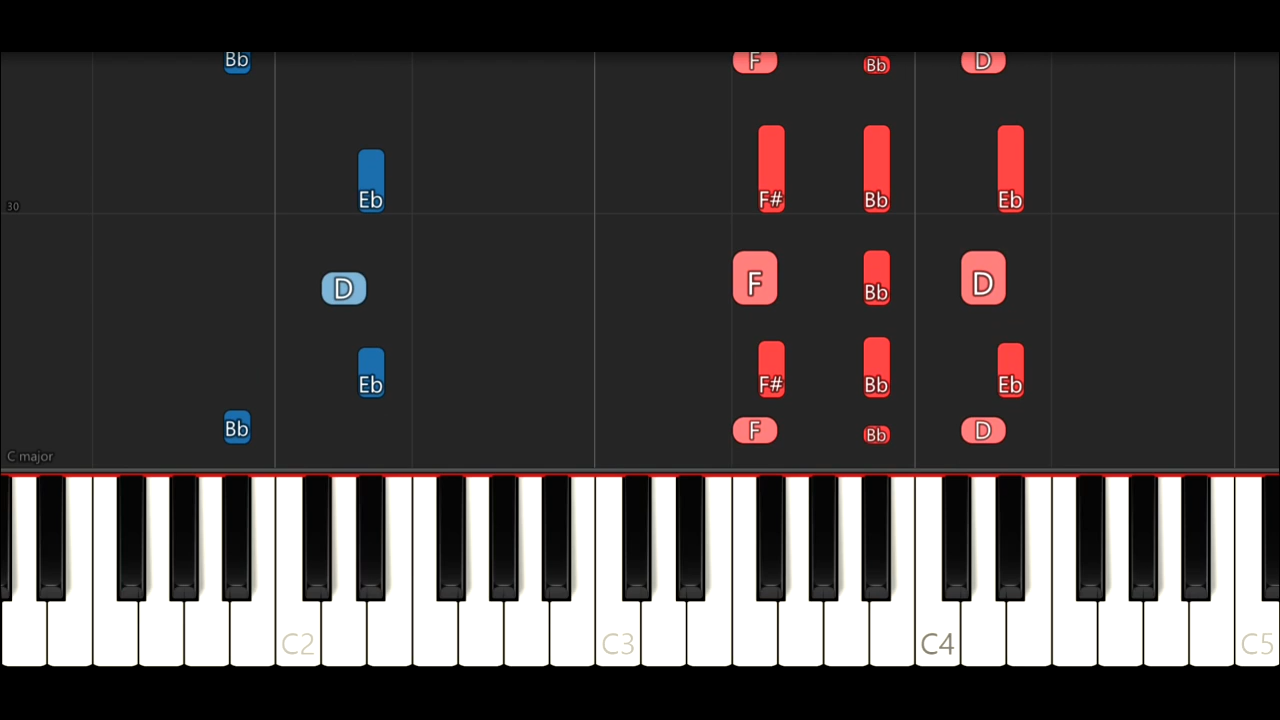 Bb F Bb D
Eb F# Bb Eb
30
D F Bb D
Eb F# Bb Eb
Bb F Bb D
C major
C2 C3 C4 C5